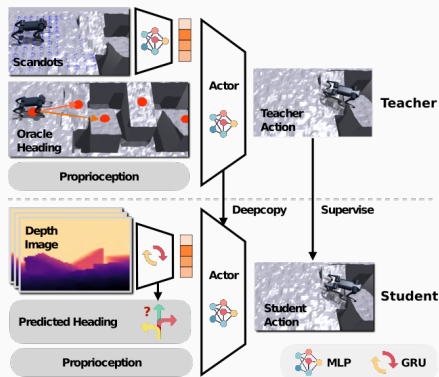 Scandots
Oracle
Heading
Proprioception
Actor
Teacher
Action
Teacher
Deepcopy
Supervise
Depth
Image
Predicted Heading
?
Proprioception
Actor
Student
Action
Student
MLP
GRU